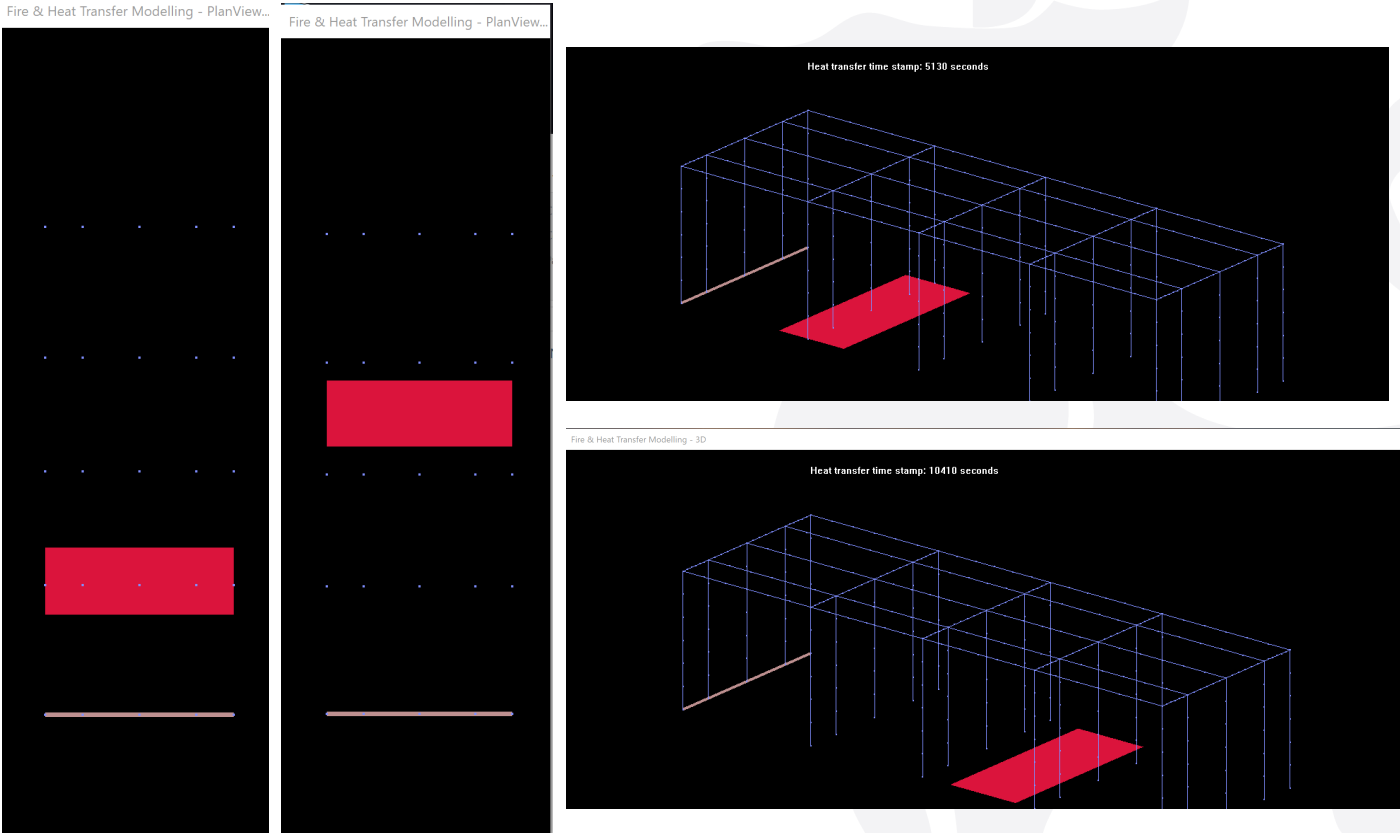 Fire & Heat Transfer Modelling - PlanView...
Fire & Heat Transfer Modelling - PlanView...
Heat transfer time stamp: 5130 seconds
Fire & Heat Transfer Modelling - 3D
Heat transfer time stamp: 10410 seconds